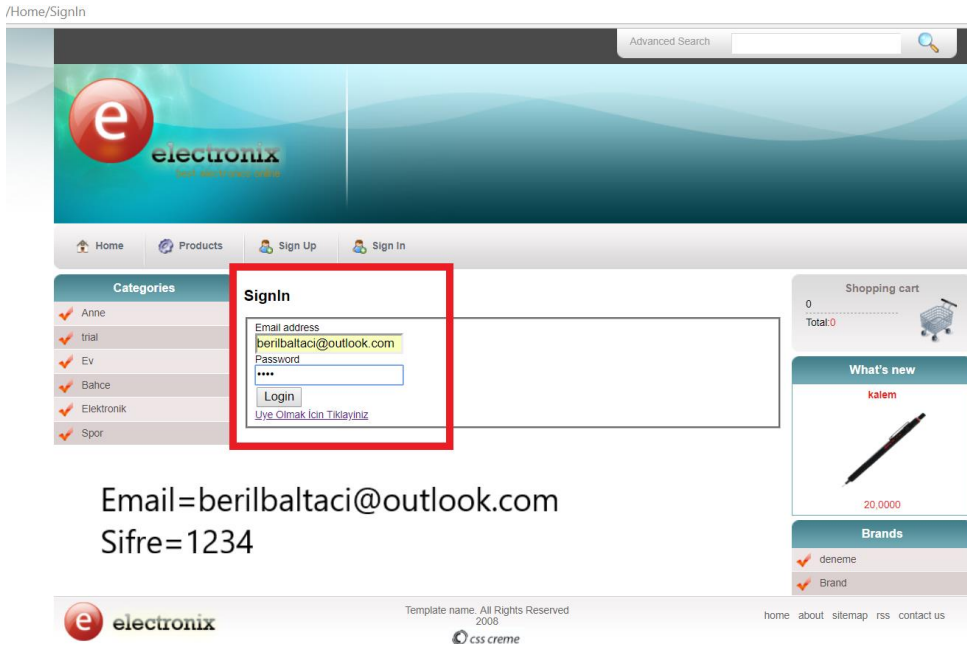 /Home/SignIn
Advanced Search
e
electronix
Home
Products
Sign Up
Sign In
Categories
Anne
trial
Ev
Bahce
Elektronik
Spor
SignIn
Email address
berilbaltaci@outlook.com
Password
••••
Login
Uye Olmak İcin Tiklayiniz
Shopping cart
0
Total:0
What's new
kalem
20,0000
Brands
deneme
Brand
Email=berilbaltaci@outlook.com
Sifre=1234
e
electronix
Template name. All Rights Reserved
2008
css creme
home about sitemap rss contact us